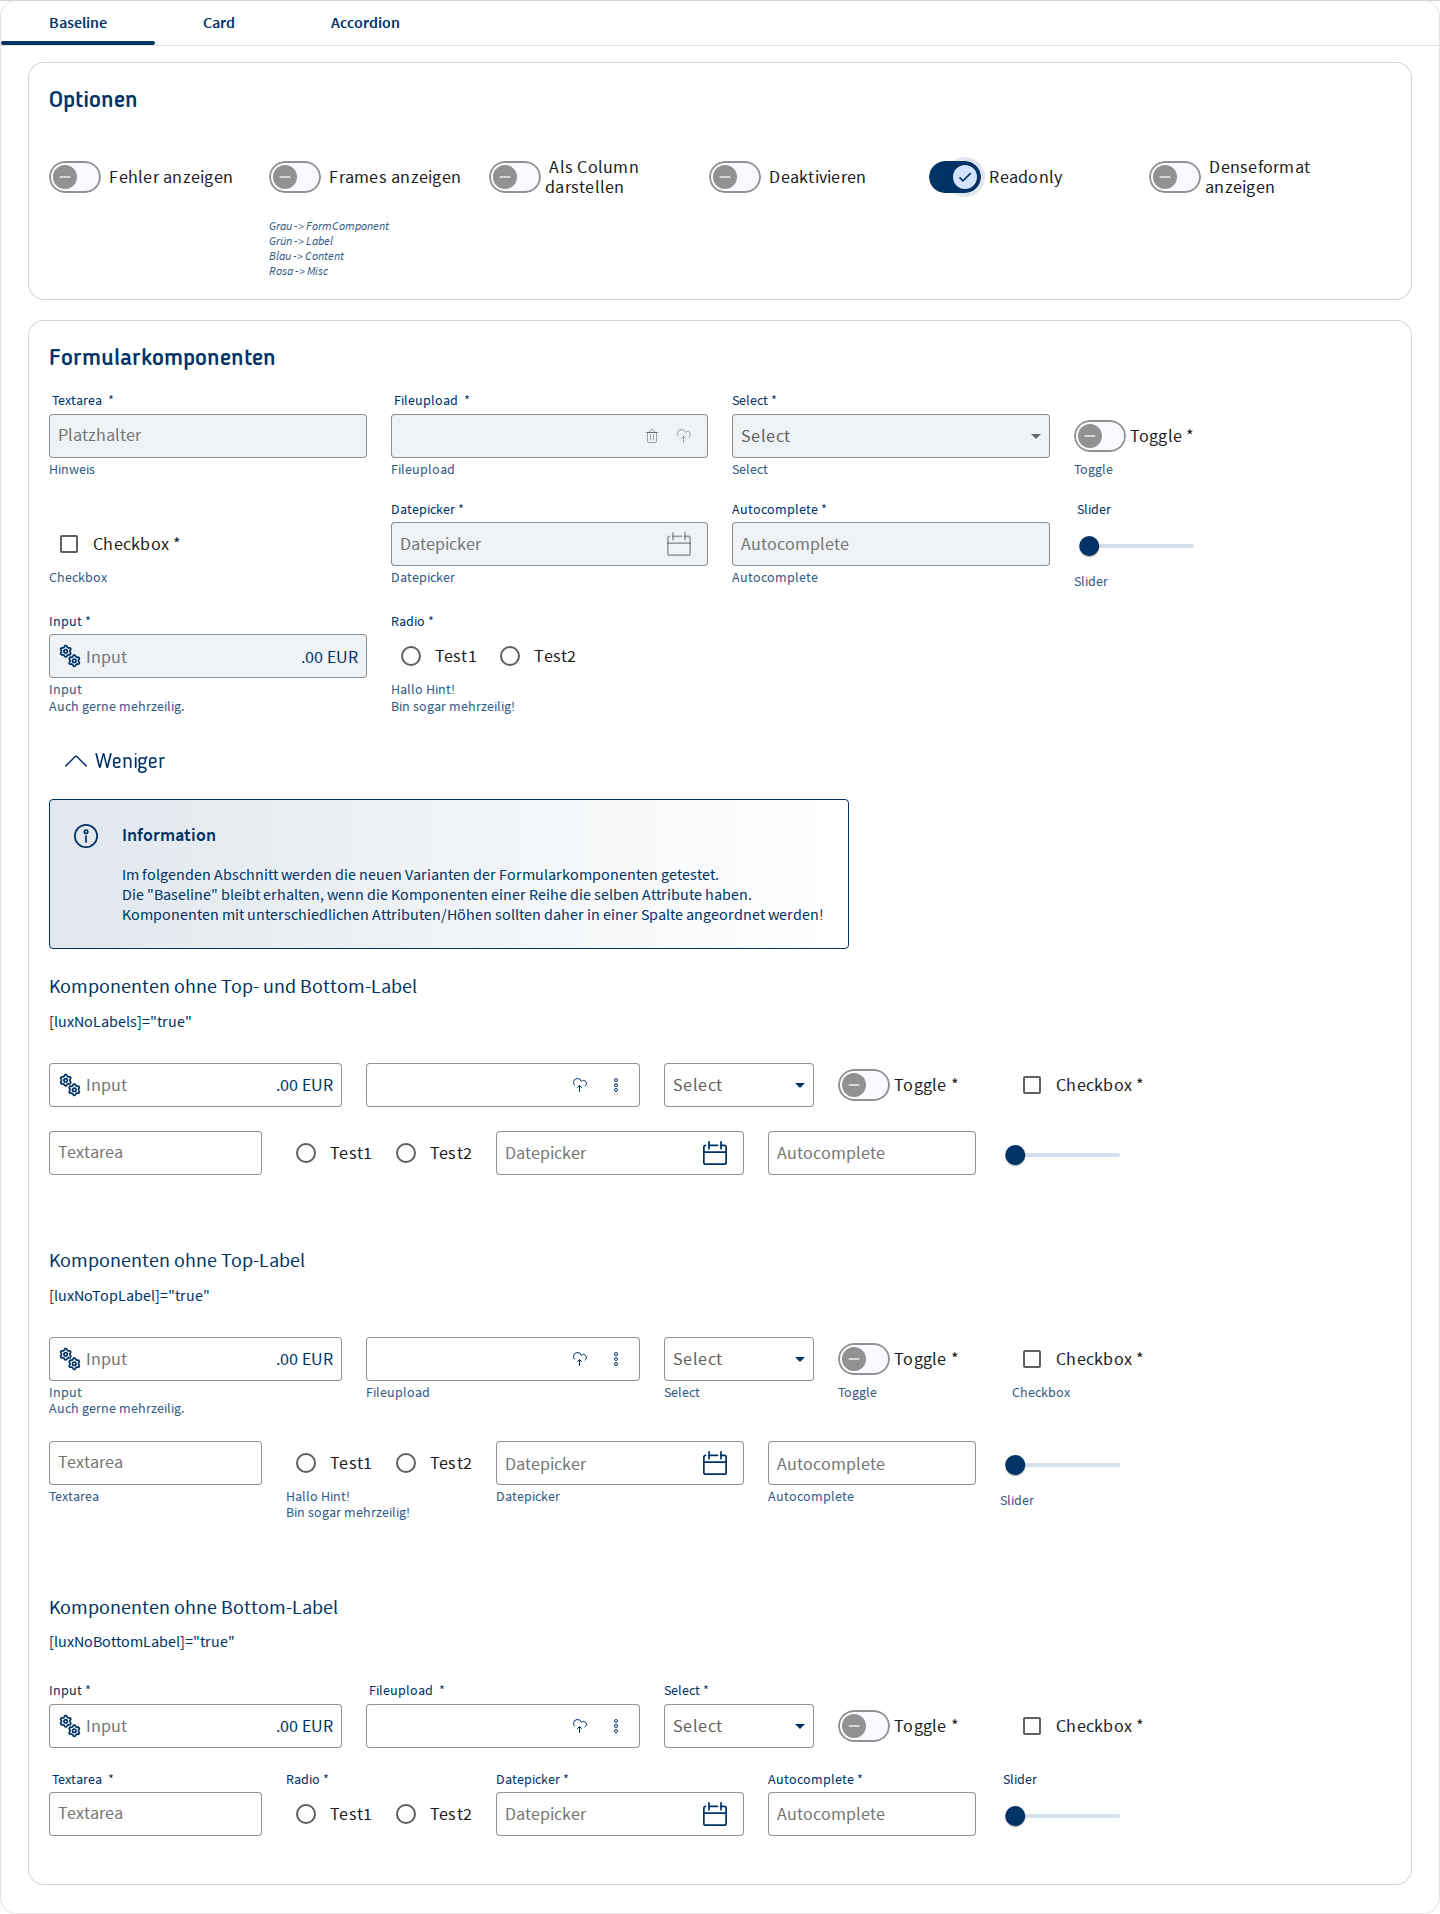 Baseline Card Accordion
Optionen
Fehler anzeigen Frames anzeigen Als Column darstellen Deaktivieren Readonly Denseformat anzeigen
Grau -> FormComponent
Grün -> Label
Blau -> Content
Rosa -> Misc
Formularkomponenten
Textarea * Fileupload * Select *
Platzhalter Select Toggle *
Hinweis Fileupload Select Toggle
Datepicker * Autocomplete * Slider
Checkbox * Datepicker Autocomplete
Checkbox Datepicker Autocomplete Slider
Input * Radio *
Input .00 EUR Test1 Test2
Input Hallo Hint!
Auch gerne mehrzeilig. Bin sogar mehrzeilig!
Weniger
Information
Im folgenden Abschnitt werden die neuen Varianten der Formularkomponenten getestet.
Die "Baseline" bleibt erhalten, wenn die Komponenten einer Reihe die selben Attribute haben.
Komponenten mit unterschiedlichen Attributen/Höhen sollten daher in einer Spalte angeordnet werden!
Komponenten ohne Top- und Bottom-Label
[luxNoLabels]="true"
Input .00 EUR Select Toggle * Checkbox *
Textarea Test1 Test2 Datepicker Autocomplete
Komponenten ohne Top-Label
[luxNoTopLabel]="true"
Input .00 EUR Select Toggle * Checkbox *
Input Fileupload Select Toggle Checkbox
Auch gerne mehrzeilig.
Textarea Test1 Test2 Datepicker Autocomplete
Textarea Hallo Hint! Datepicker Autocomplete Slider
Bin sogar mehrzeilig!
Komponenten ohne Bottom-Label
[luxNoBottomLabel]="true"
Input * Fileupload * Select *
Input .00 EUR Select Toggle * Checkbox *
Textarea * Radio * Datepicker * Autocomplete * Slider
Textarea Test1 Test2 Datepicker Autocomplete